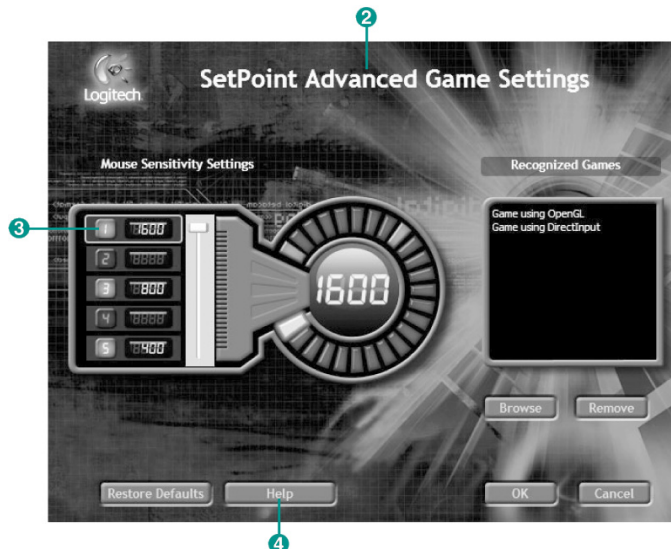 2
Logitech
SetPoint Advanced Game Settings
Mouse Sensitivity Settings
Recognized Games
3
1 1600
2
3 800
4
5 400
1600
Game using OpenGL
Game using DirectInput
Browse Remove
Restore Defaults Help OK Cancel
4